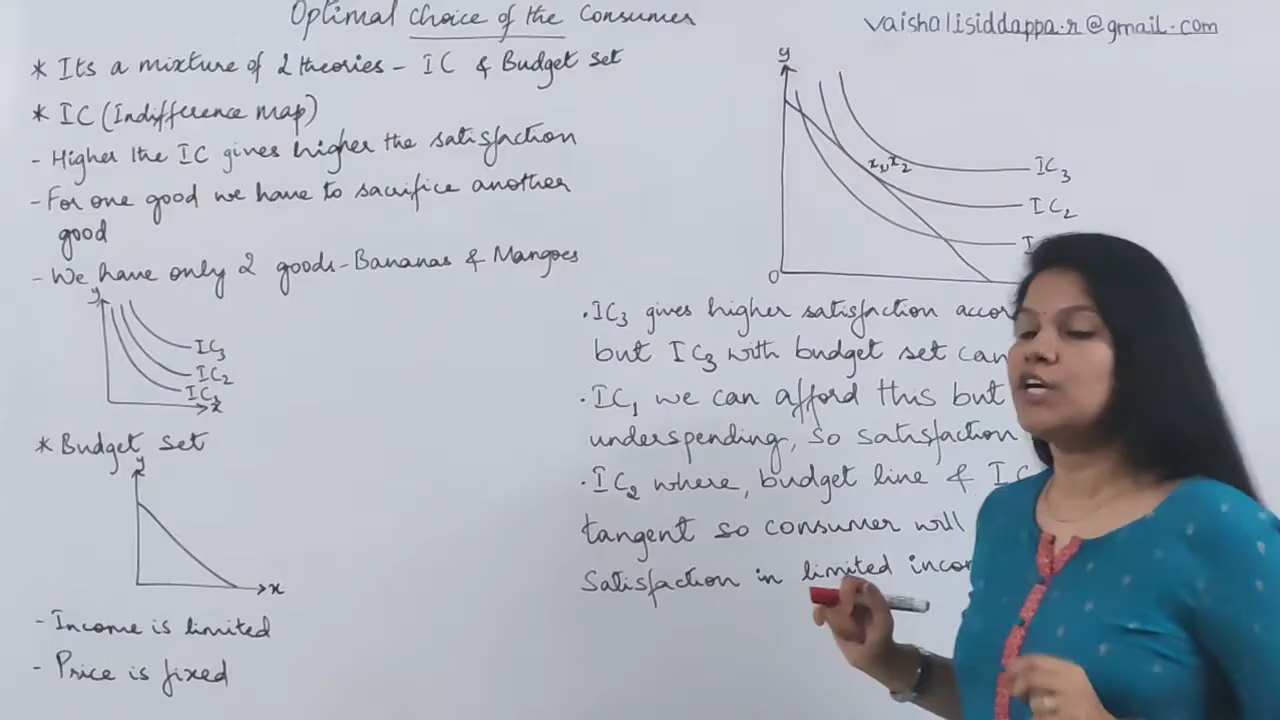 Optimal choice of the Consumer
vaishalisiddappa.r@gmail.com
* Its a mixture of 2 theories - IC & Budget set
* IC (Indifference map)
- Higher the IC gives higher the satisfaction
- For one good we have to sacrifice another
good
- We have only 2 goods - Bananas & Mangoes
y
IC3
IC2
IC1
x
* Budget set
y
x
- Income is limited
- Price is fixed
y
x1, x2
IC3
IC2
I
O
• IC3 gives higher satisfaction
but IC3 with budget set
• IC1 we can afford this but
underspending, so satisfaction
• IC2 where, budget line &
tangent so consumer will
Satisfaction in limited